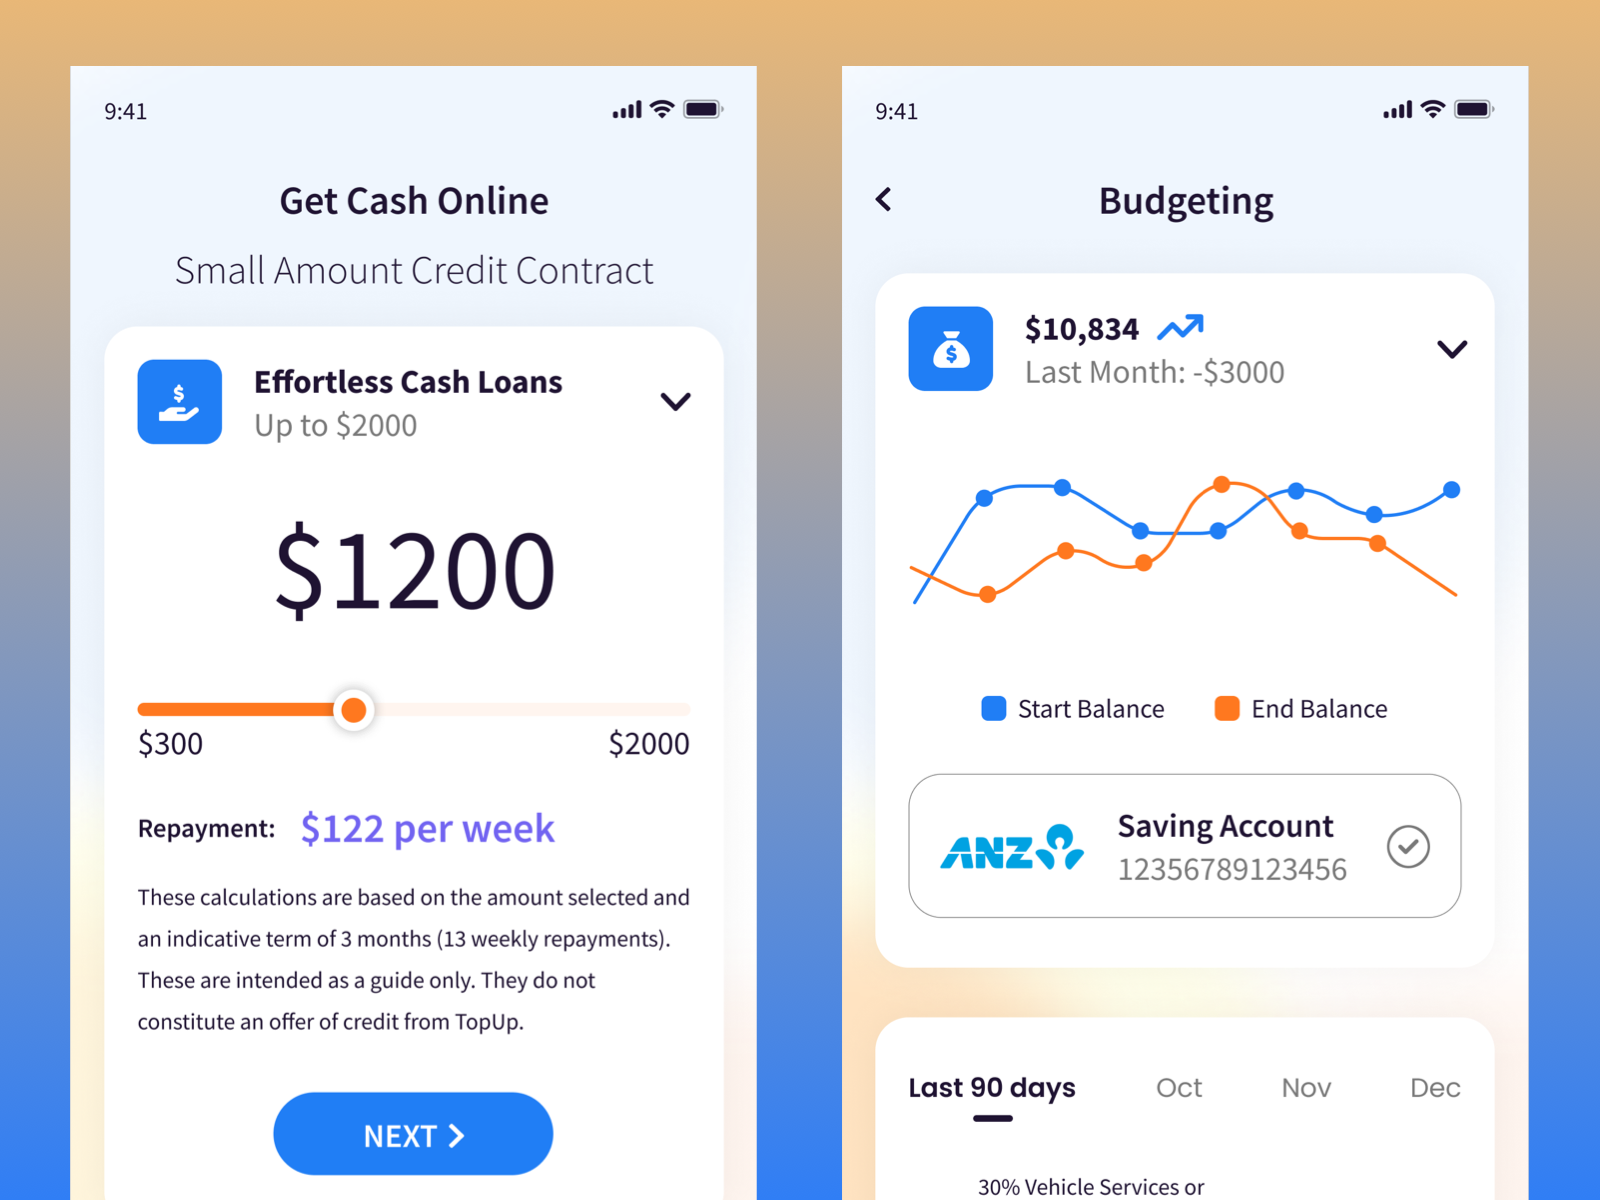 9:41
Get Cash Online
Small Amount Credit Contract
Effortless Cash Loans
Up to $2000
$1200
$300 $2000
Repayment: $122 per week
These calculations are based on the amount selected and
an indicative term of 3 months (13 weekly repayments).
These are intended as a guide only. They do not
constitute an offer of credit from TopUp.
NEXT
9:41
Budgeting
$10,834
Last Month: -$3000
Start Balance End Balance
ANZ
Saving Account
12356789123456
Last 90 days Oct Nov Dec
30% Vehicle Services or